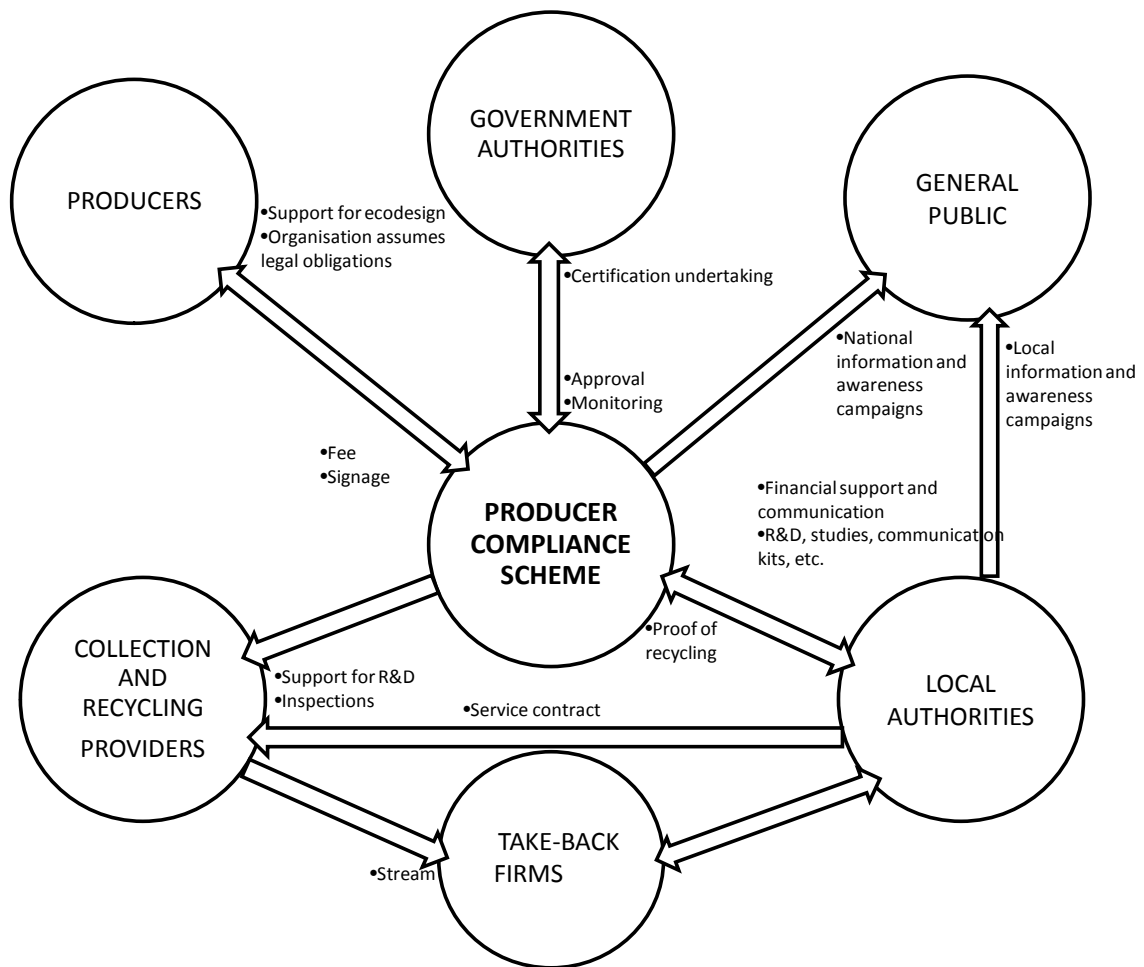 GOVERNMENT
AUTHORITIES
PRODUCERS
GENERAL
PUBLIC
•Support for ecodesign
•Organisation assumes
legal obligations
•Certification undertaking
•National
information and
awareness
campaigns
•Local
information and
awareness
campaigns
•Approval
•Monitoring
•Fee
•Signage
PRODUCER
COMPLIANCE
SCHEME
•Financial support and
communication
•R&D, studies, communication
kits, etc.
•Proof of
recycling
COLLECTION
AND
RECYCLING
PROVIDERS
•Support for R&D
•Inspections
•Service contract
LOCAL
AUTHORITIES
•Stream
TAKE-BACK
FIRMS